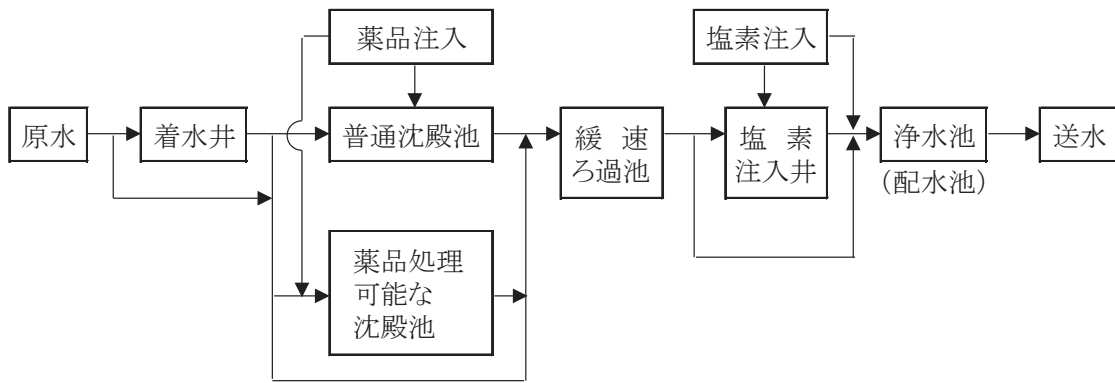 薬品注入
塩素注入
原水
着水井
普通沈殿池
緩速
ろ過池
塩素
注入井
浄水池
(配水池)
送水
薬品処理
可能な
沈殿池